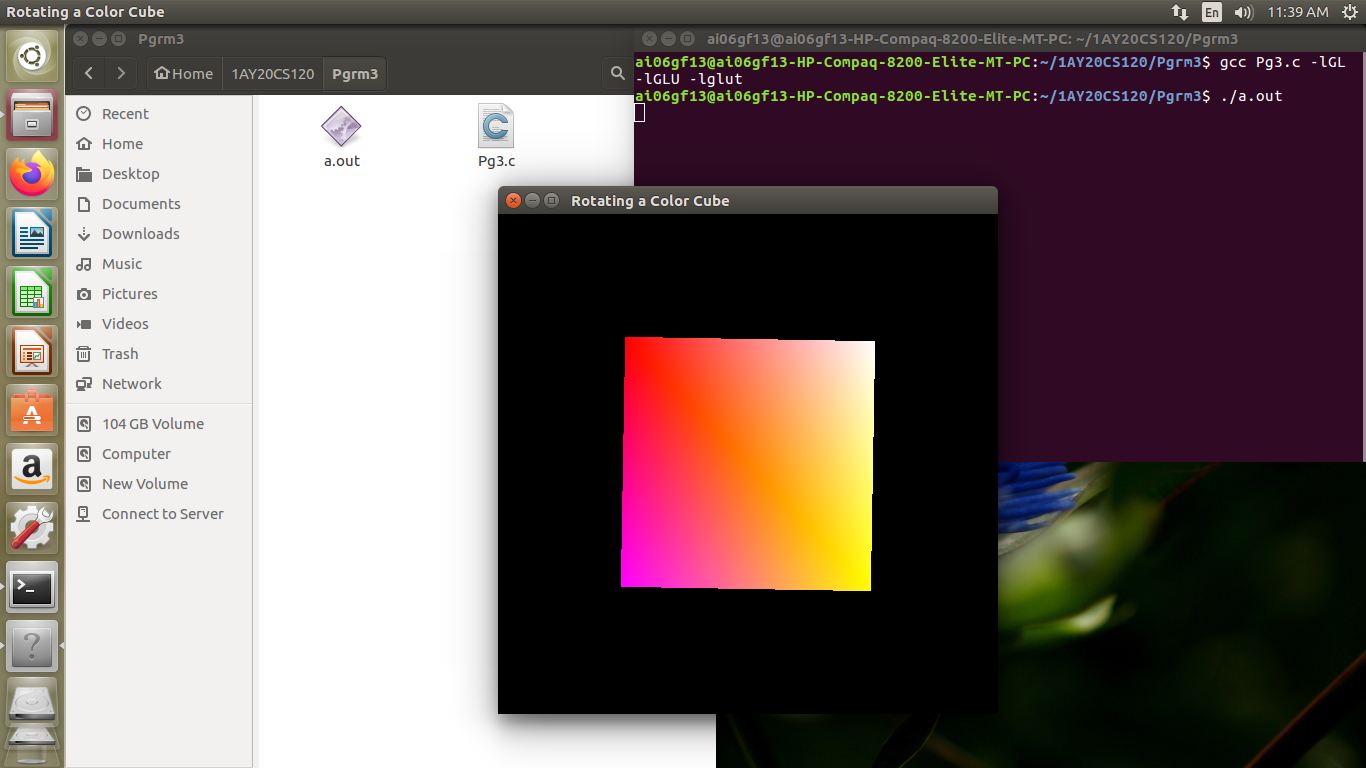 Rotating a Color Cube
En
11:39 AM
Pgrm3
Home
1AY20CS120
Pgrm3
Recent
Home
Desktop
Documents
Downloads
Music
Pictures
Videos
Trash
Network
104 GB Volume
Computer
New Volume
Connect to Server
a.out
C
Pg3.c
ai06gf13@ai06gf13-HP-Compaq-8200-Elite-MT-PC: ~/1AY20CS120/Pgrm3
ai06gf13@ai06gf13-HP-Compaq-8200-Elite-MT-PC:~/1AY20CS120/Pgrm3$ gcc Pg3.c -lGL
-lGLU -lglut
ai06gf13@ai06gf13-HP-Compaq-8200-Elite-MT-PC:~/1AY20CS120/Pgrm3$ ./a.out
Rotating a Color Cube
A
a
>_
?